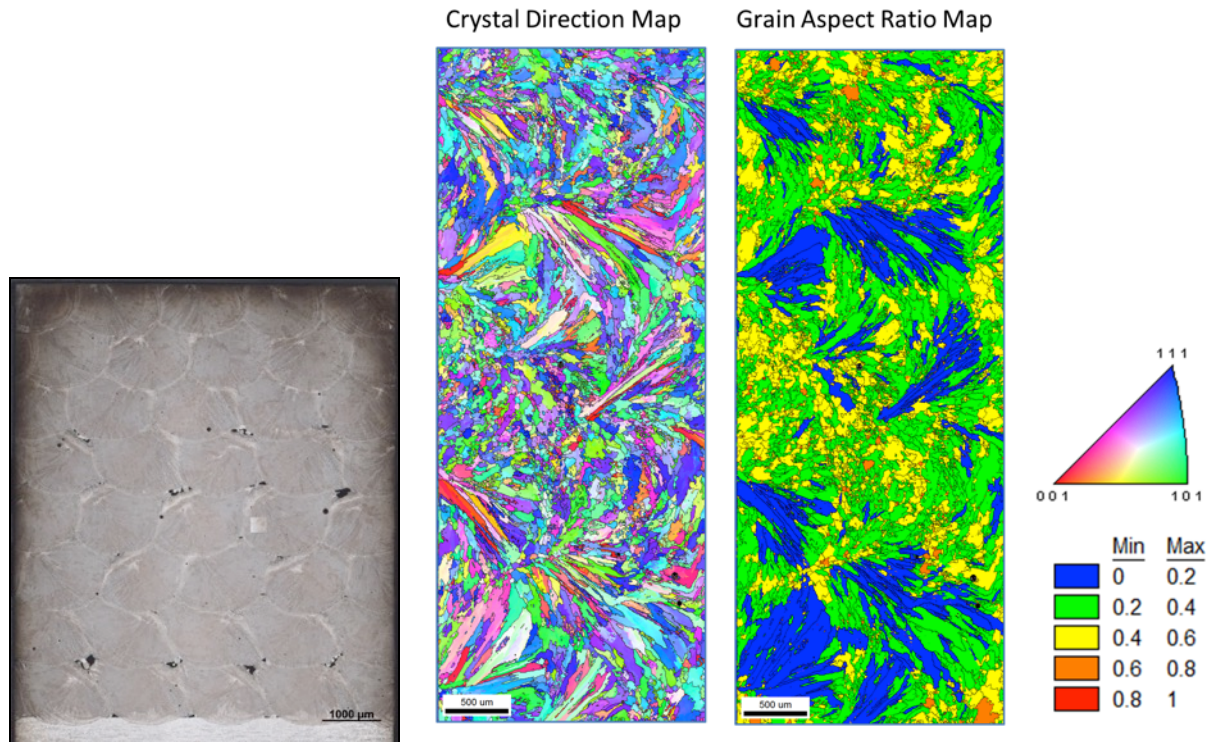 Crystal Direction Map
Grain Aspect Ratio Map
1000 µm
500 um
500 um
1 1 1
0 0 1
1 0 1
Min Max
0 0.2
0.2 0.4
0.4 0.6
0.6 0.8
0.8 1